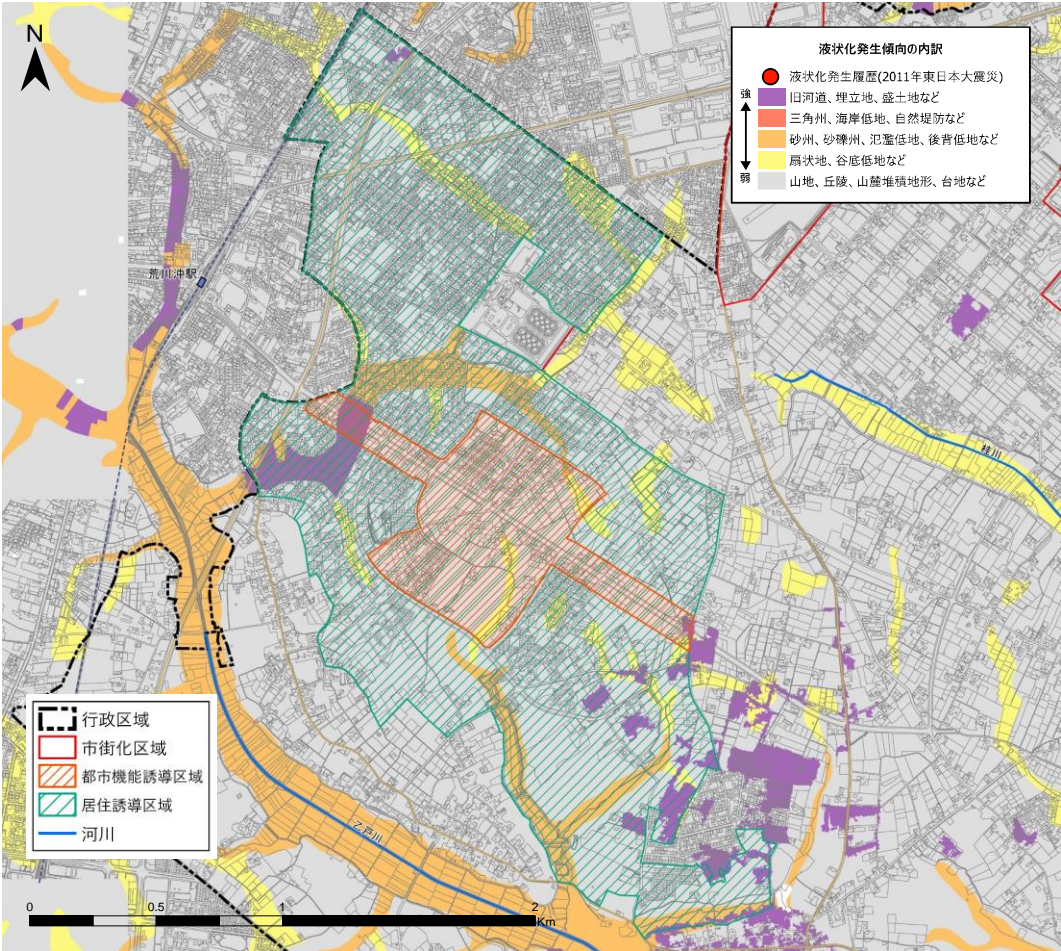 N
液状化発生傾向の内訳
液状化発生履歴(2011年東日本大震災)
強
旧河道、埋立地、盛土地など
三角州、海岸低地、自然堤防など
砂州、砂礫州、氾濫低地、後背低地など
扇状地、谷底低地など
弱
山地、丘陵、山麓堆積地形、台地など
荒川沖駅
桂川
行政区域
市街化区域
都市機能誘導区域
居住誘導区域
河川
乙戸川
0 0.5 1 2
Km